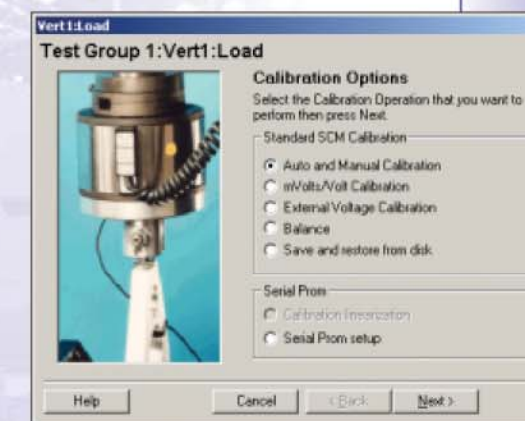 Vert1:Load
Test Group 1:Vert1:Load
Calibration Options
Select the Calibration Operation that you want to
perform then press Next.
Standard SCM Calibration
Auto and Manual Calibration
mVolts/Volt Calibration
External Voltage Calibration
Balance
Save and restore from disk
Serial Prom
Calibration linearization
Serial Prom setup
Help
Cancel
< Back
Next >